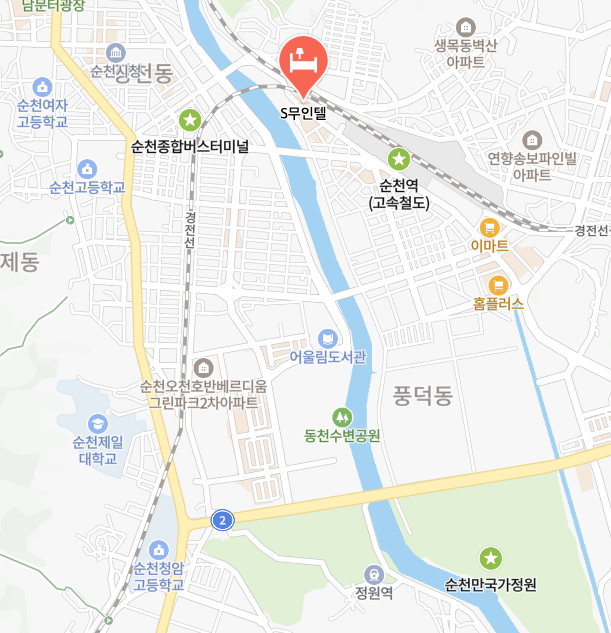 남문터광장
생목동벽산
아파트
순천시청
장천동
순천여자
고등학교
S무인텔
순천종합버스터미널
연향송보파인빌
아파트
순천고등학교
순천역
(고속철도)
경전선
경전선
이마트
제동
홈플러스
어울림도서관
순천오천호반베르디움
그린파크2차아파트
풍덕동
동천수변공원
순천제일
대학교
2
순천청암
고등학교
정원역
순천만국가정원